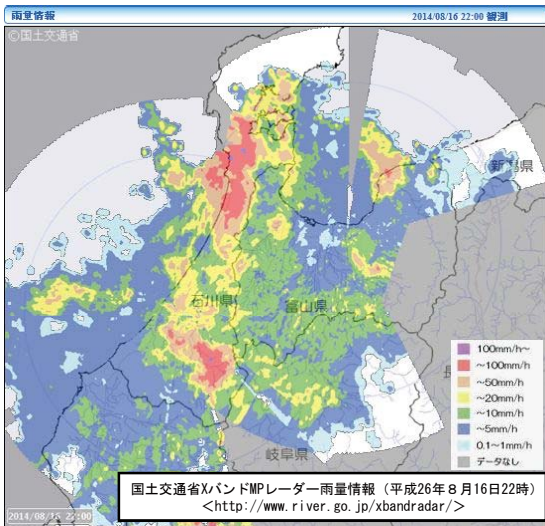 雨量情報 2014/08/16 22:00 観測
©国土交通省
新潟県
石川県
富山県
100mm/h～
～100mm/h
～50mm/h
～20mm/h
～10mm/h
～5mm/h
0.1～1mm/h
データなし
岐阜県
国土交通省XバンドMPレーダー雨量情報（平成26年８月16日22時）
<http://www.river.go.jp/xbandradar/>
2014/08/16 22:00